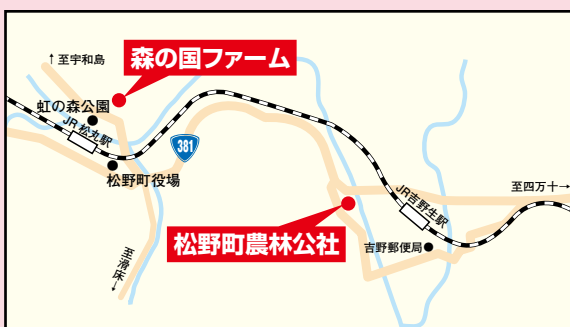 ↑至宇和島
森の国ファーム
虹の森公園
JR松丸駅
381
松野町役場
至四万十→
JR吉野生駅
松野町農林公社
吉野郵便局
至滑床→